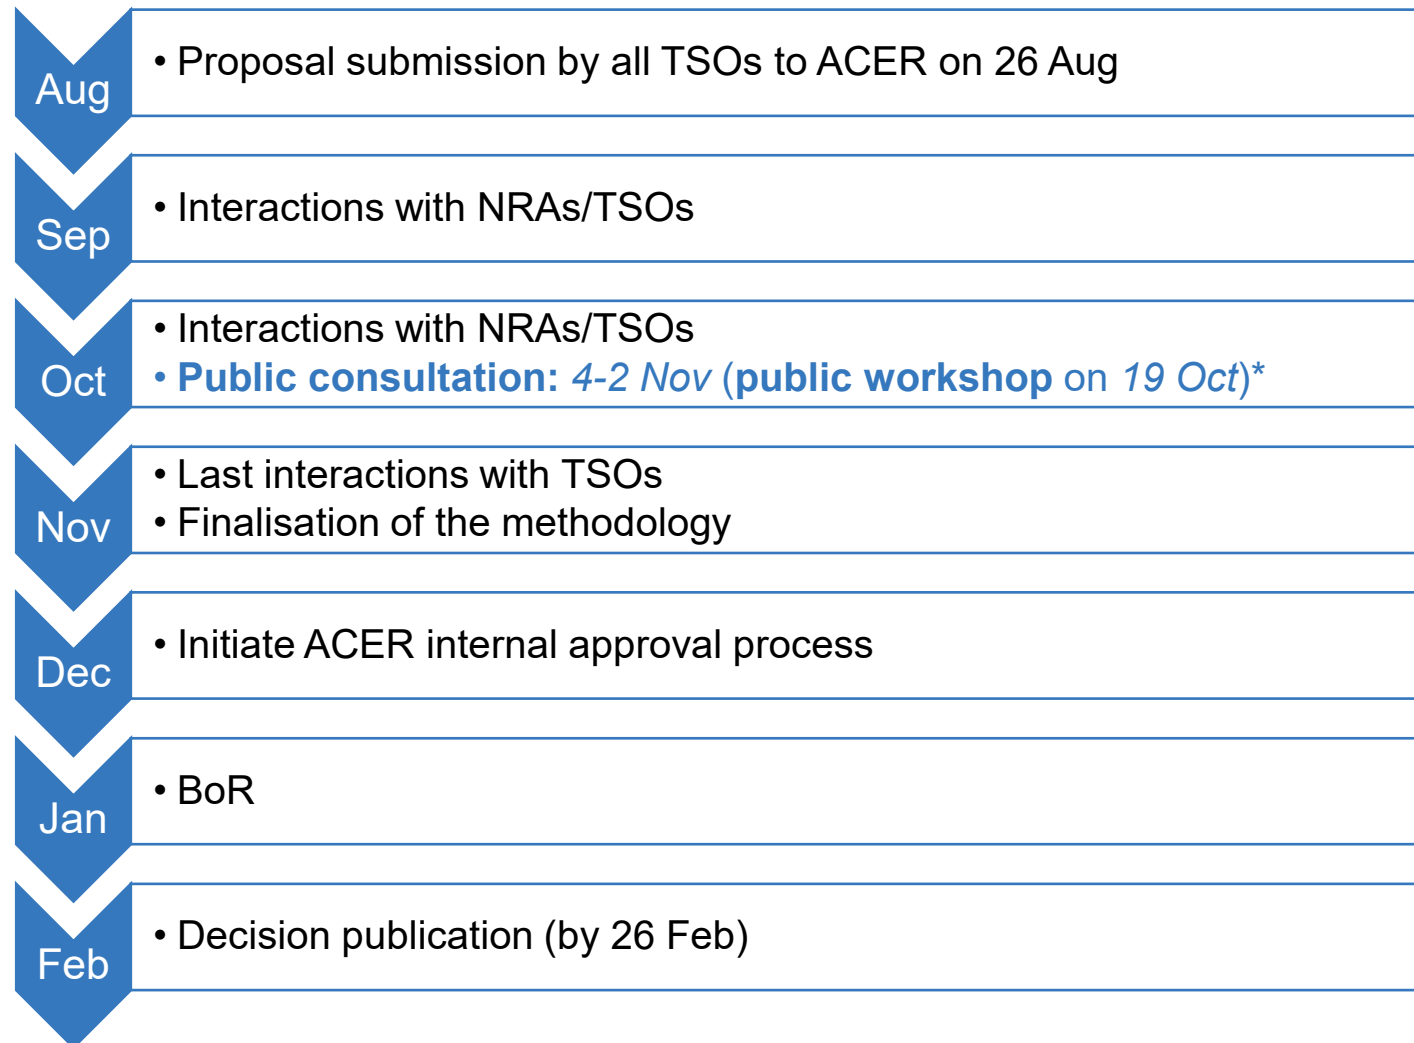 Aug
• Proposal submission by all TSOs to ACER on 26 Aug
Sep
• Interactions with NRAs/TSOs
Oct
• Interactions with NRAs/TSOs
• Public consultation: 4-2 Nov (public workshop on 19 Oct)*
Nov
• Last interactions with TSOs
• Finalisation of the methodology
Dec
• Initiate ACER internal approval process
Jan
• BoR
Feb
• Decision publication (by 26 Feb)